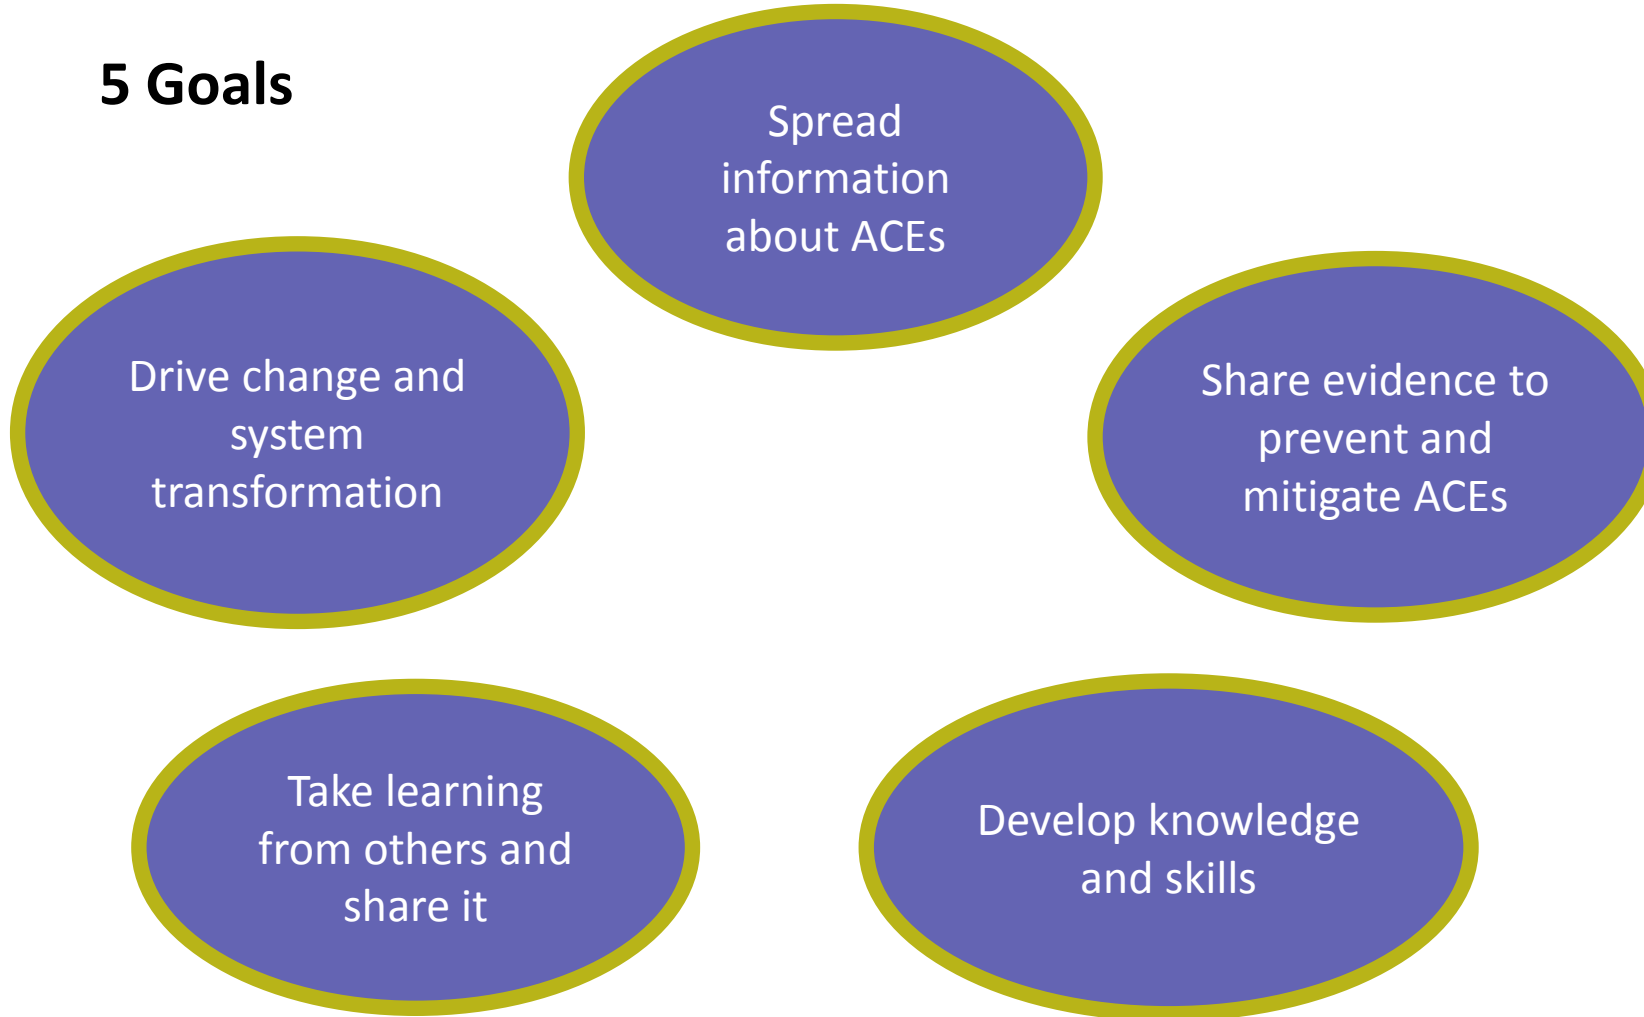 5 Goals
Spread
information
about ACEs
Drive change and
system
transformation
Share evidence to
prevent and
mitigate ACEs
Take learning
from others and
share it
Develop knowledge
and skills